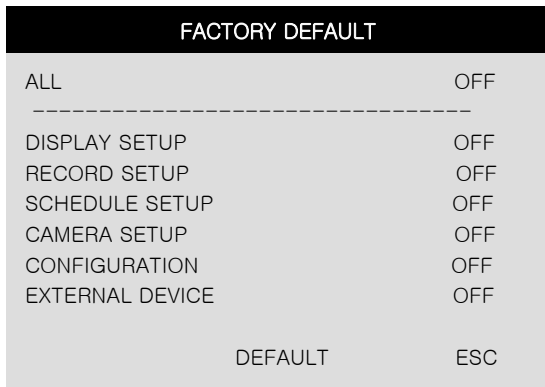 FACTORY DEFAULT
ALL OFF
----------------------------------
DISPLAY SETUP OFF
RECORD SETUP OFF
SCHEDULE SETUP OFF
CAMERA SETUP OFF
CONFIGURATION OFF
EXTERNAL DEVICE OFF
DEFAULT ESC